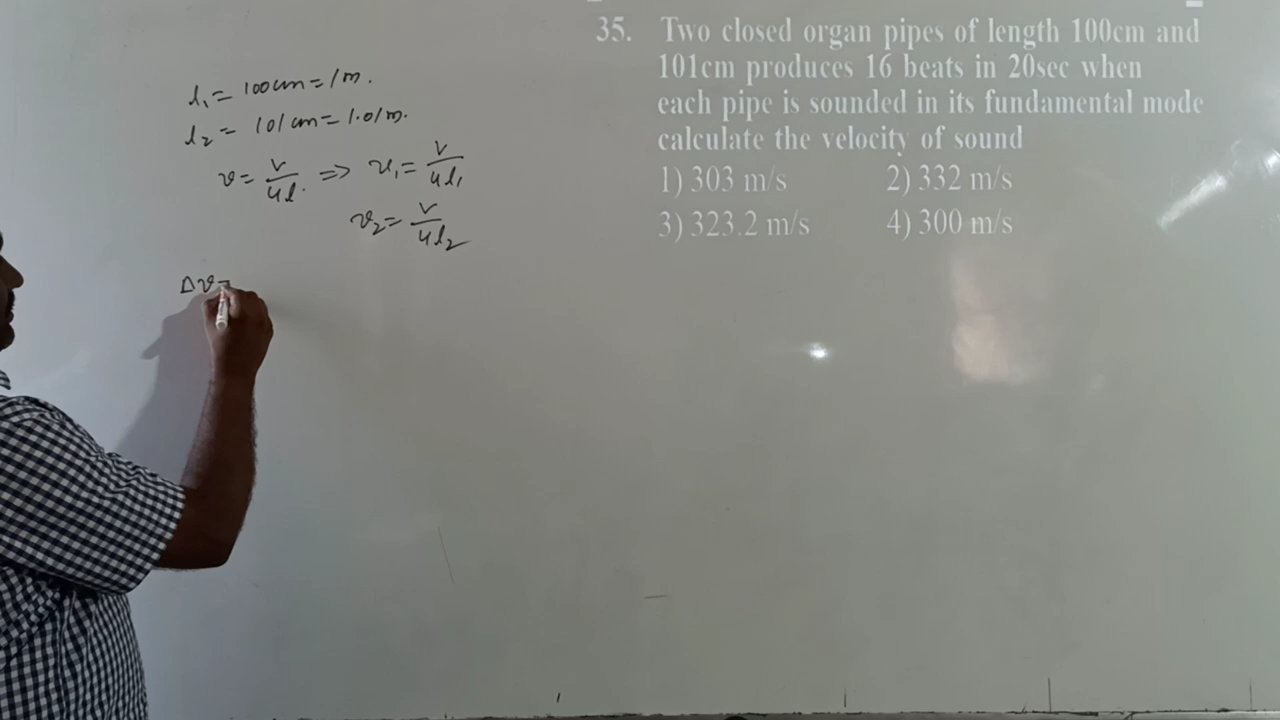 l₁ = 100cm = 1m.
l₂ = 101cm = 1.01m.
ν = V/4l. ⇒ ν₁ = V/4l₁
ν₂ = V/4l₂
Δν =
35. Two closed organ pipes of length 100cm and
101cm produces 16 beats in 20sec when
each pipe is sounded in its fundamental mode
calculate the velocity of sound
1) 303 m/s 2) 332 m/s
3) 323.2 m/s 4) 300 m/s